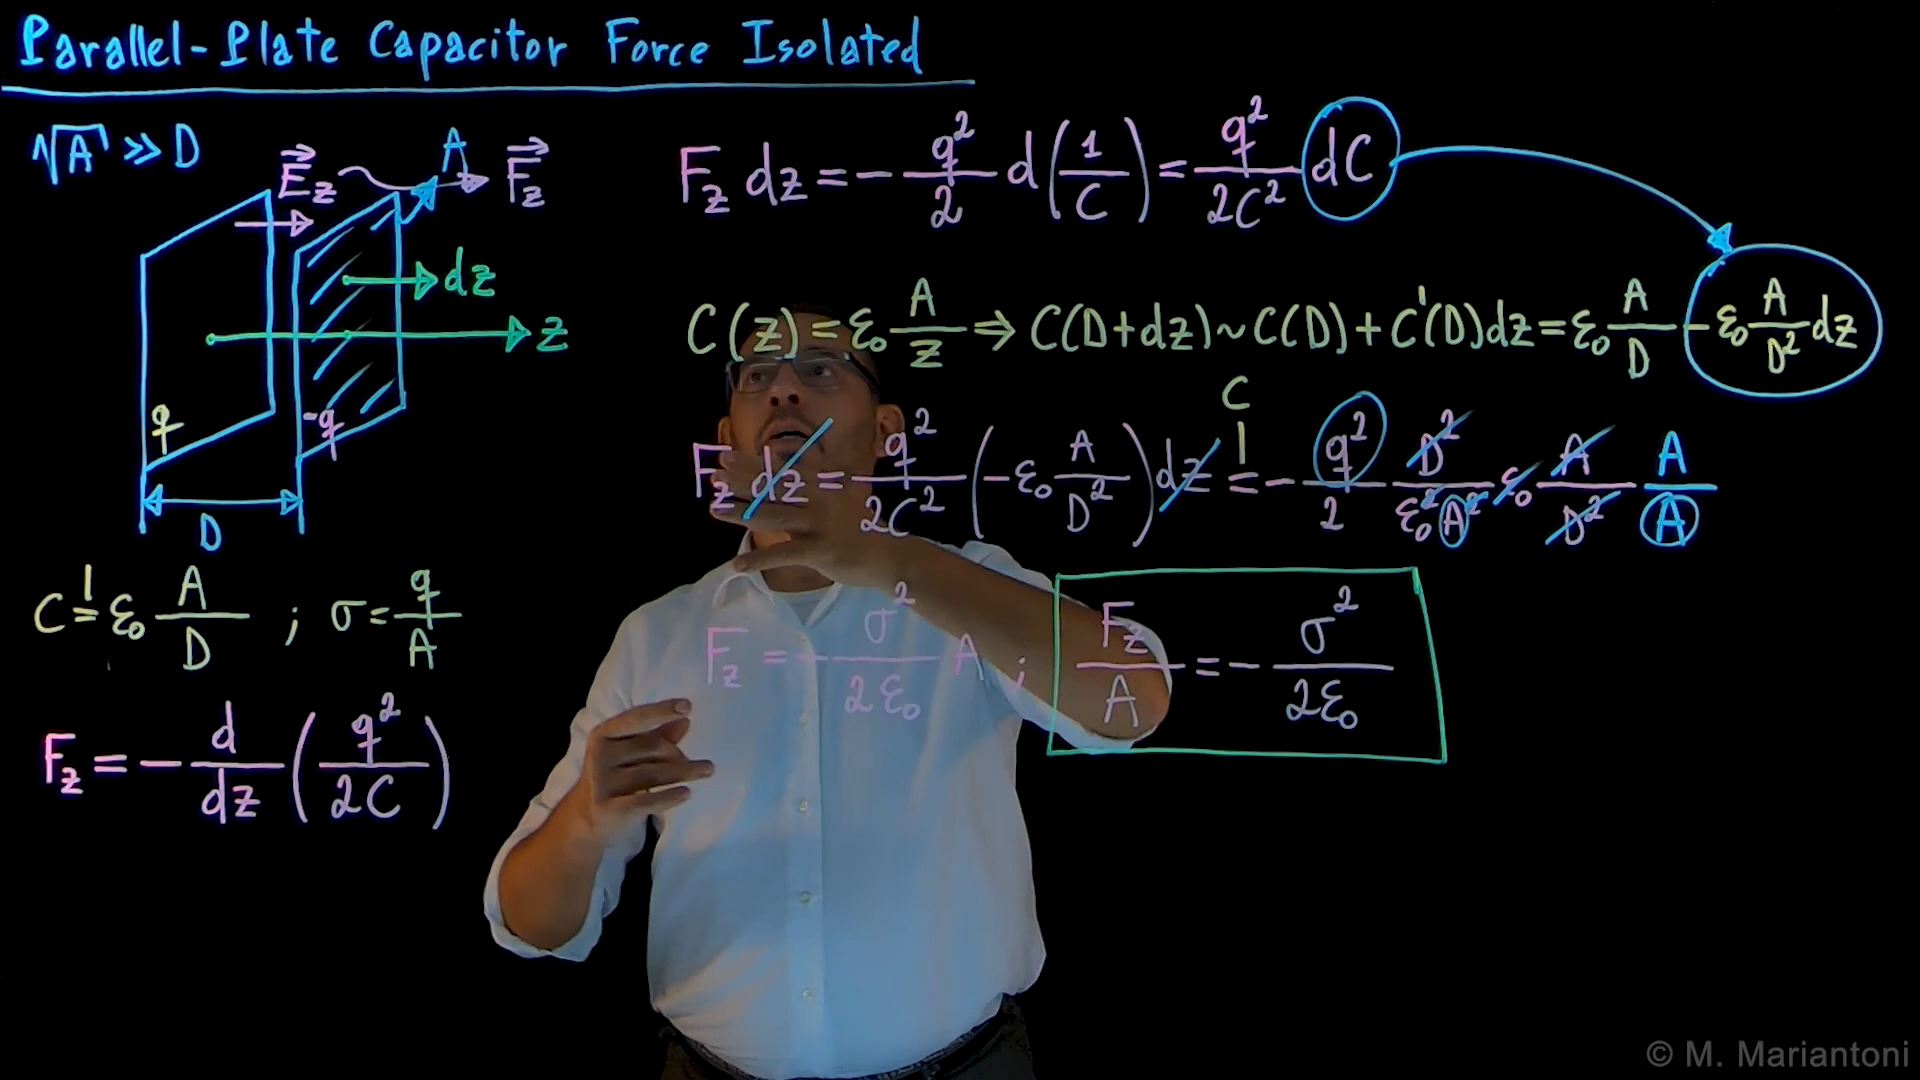 Parallel-Plate Capacitor Force Isolated
√A ≫ D
E⃗_z A F⃗_z
dz
z
q -q
D
C =! ε₀ A/D ; σ = q/A
F_z = - d/dz (q²/2C)
F_z dz = - q²/2 d(1/C) = q²/2C² dC
C(z) = ε₀ A/z ⇒ C(D+dz) ~ C(D) + C'(D)dz = ε₀ A/D - ε₀ A/D² dz
C
F_z dz = q²/2C² (-ε₀ A/D²) dz =! - q²/2 D²/ε₀²A² ε₀ A/D² A/A
F_z = - σ²/2ε₀ A ; F_z/A = - σ²/2ε₀
© M. Mariantoni